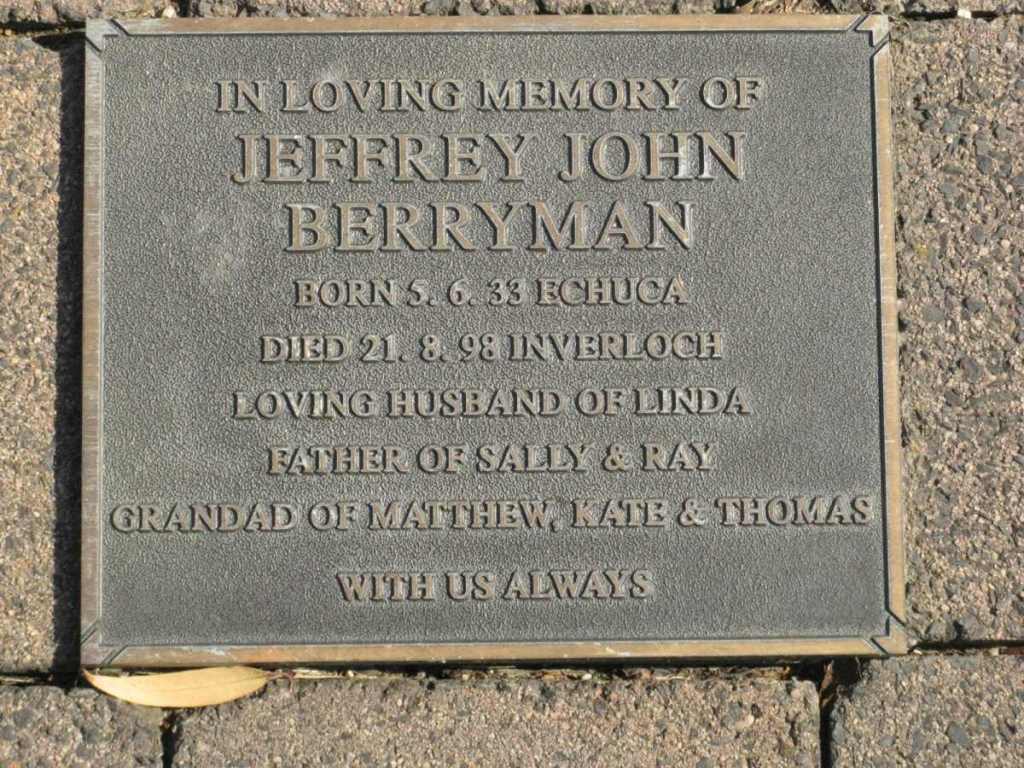 IN LOVING MEMORY OF
JEFFREY JOHN
BERRYMAN
BORN 5. 6. 33 ECHUCA
DIED 21. 8. 98 INVERLOCH
LOVING HUSBAND OF LINDA
FATHER OF SALLY & RAY
GRANDAD OF MATTHEW, KATE & THOMAS
WITH US ALWAYS